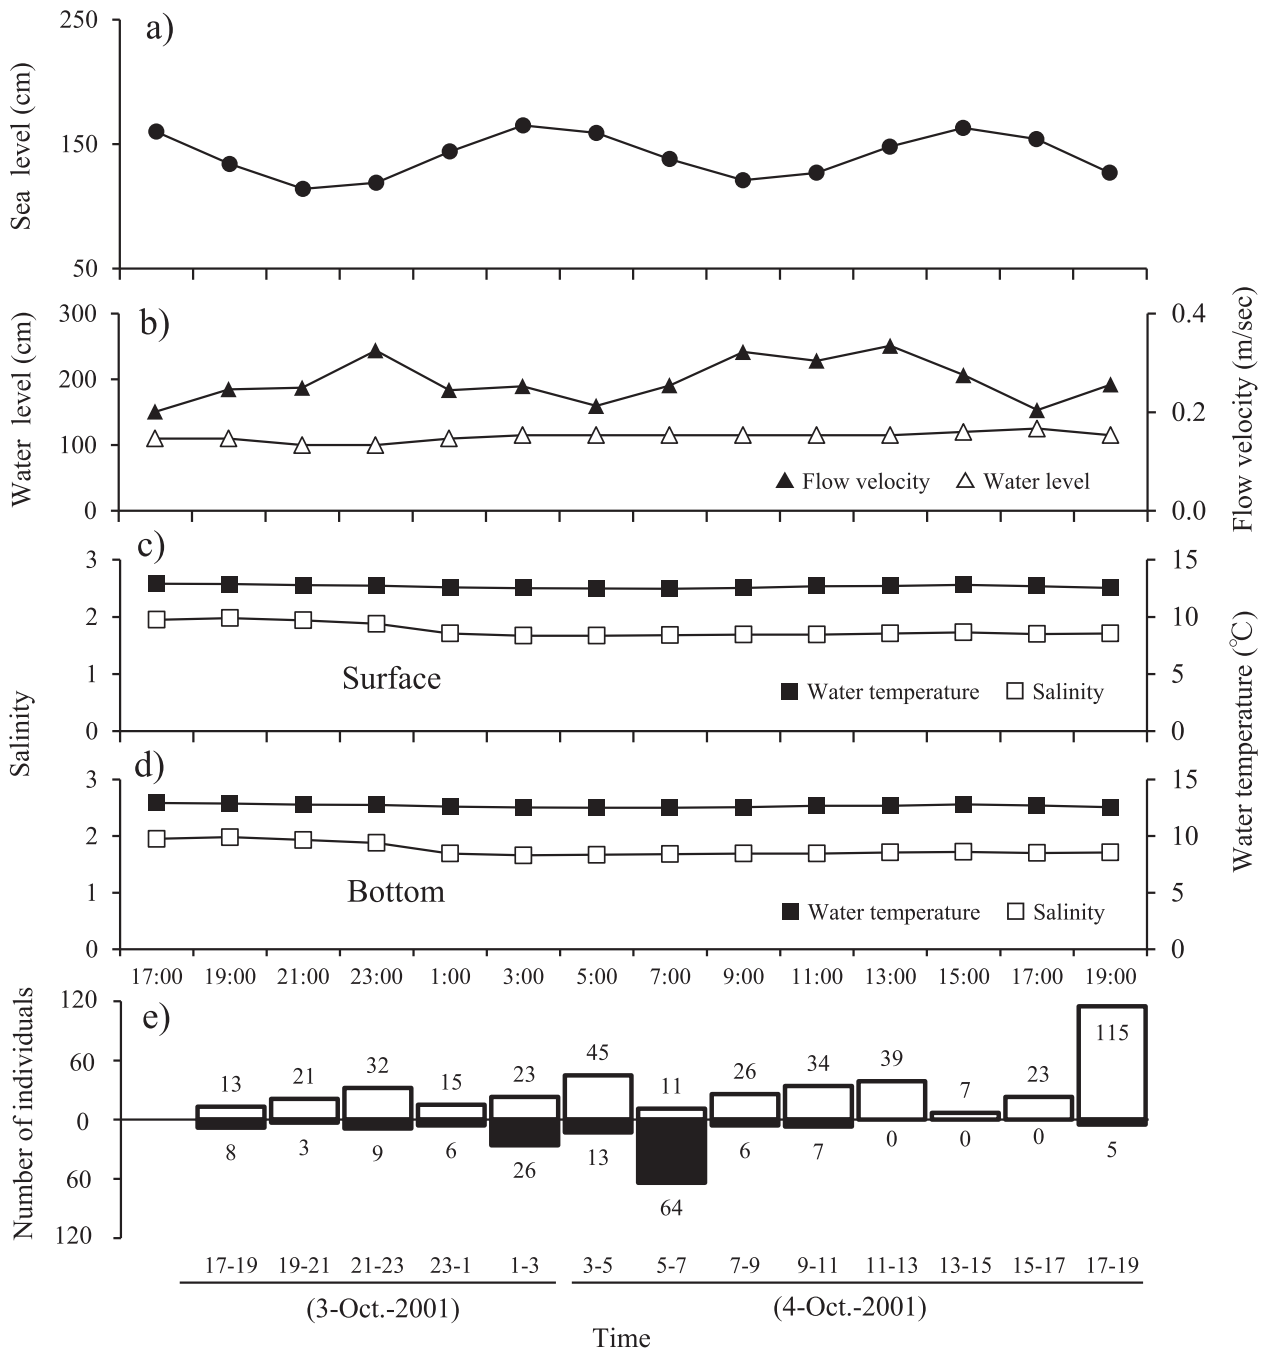 a)
250
150
50
Sea level (cm)
b)
300
200
100
0
Water level (cm)
0.4
0.2
0.0
Flow velocity (m/sec)
Flow velocity Water level
c)
3
2
1
0
15
10
5
0
Surface
Water temperature Salinity
Salinity
Water temperature (℃)
d)
3
2
1
0
15
10
5
0
Bottom
Water temperature Salinity
17:00 19:00 21:00 23:00 1:00 3:00 5:00 7:00 9:00 11:00 13:00 15:00 17:00 19:00
e)
120
60
0
60
120
Number of individuals
13 21 32 15 23 45 11 26 34 39 7 23 115
8 3 9 6 26 13 64 6 7 0 0 0 5
17-19 19-21 21-23 23-1 1-3 3-5 5-7 7-9 9-11 11-13 13-15 15-17 17-19
(3-Oct.-2001) (4-Oct.-2001)
Time